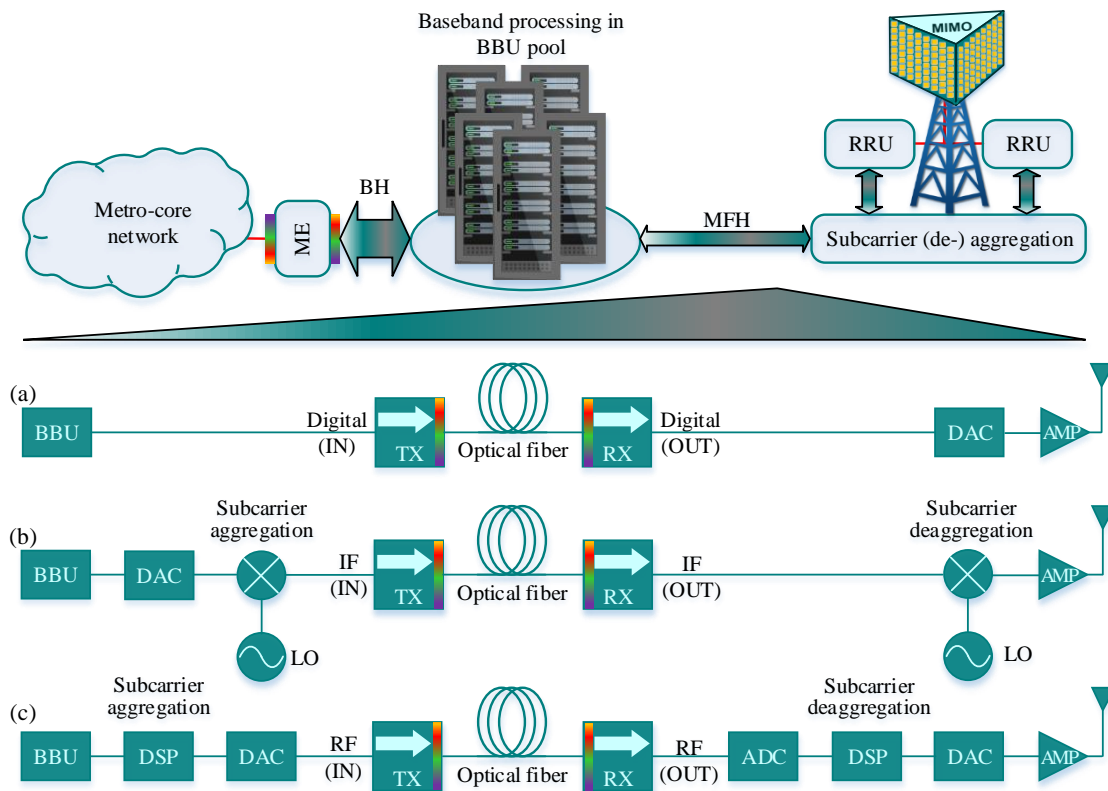 Baseband processing in
BBU pool
MIMO
RRU
RRU
BH
Metro-core
network
ME
MFH
Subcarrier (de-) aggregation
(a)
BBU
Digital
(IN)
TX
Optical fiber
RX
Digital
(OUT)
DAC
AMP
Subcarrier
aggregation
Subcarrier
deaggregation
(b)
BBU
DAC
IF
(IN)
TX
Optical fiber
RX
IF
(OUT)
AMP
LO
LO
Subcarrier
aggregation
Subcarrier
deaggregation
(c)
BBU
DSP
DAC
RF
(IN)
TX
Optical fiber
RX
RF
(OUT)
ADC
DSP
DAC
AMP